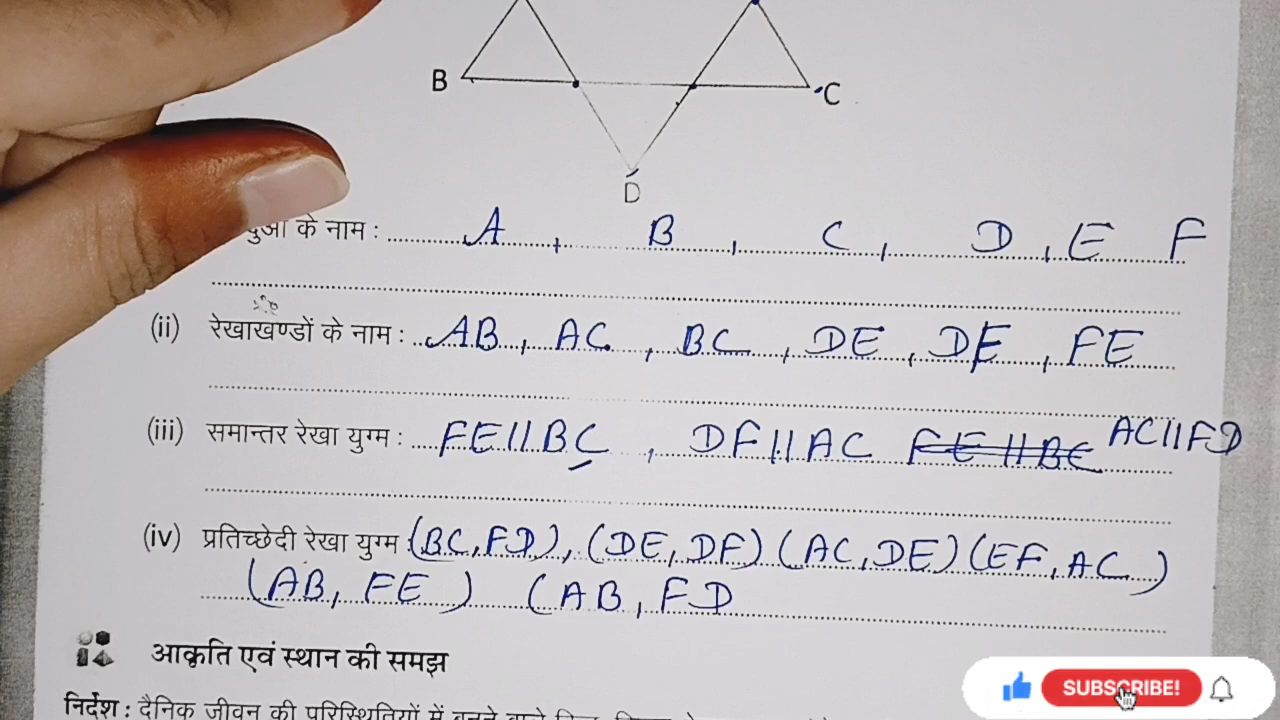 B
C
D
के नाम : A , B , C , D , E F
(ii) रेखाखण्डों के नाम : AB , AC , BC , DE , DF , FE
(iii) समान्तर रेखा युग्म : FE||BC , DF||AC FE||BC AC||FD
(iv) प्रतिच्छेदी रेखा युग्म (BC,FD), (DE,DF) (AC,DE) (EF,AC)
(AB, FE) (AB, FD
आकृति एवं स्थान की समझ
निर्देश : दैनिक जीवन की परिस्थितियों में बनने वाले
SUBSCRIBE!